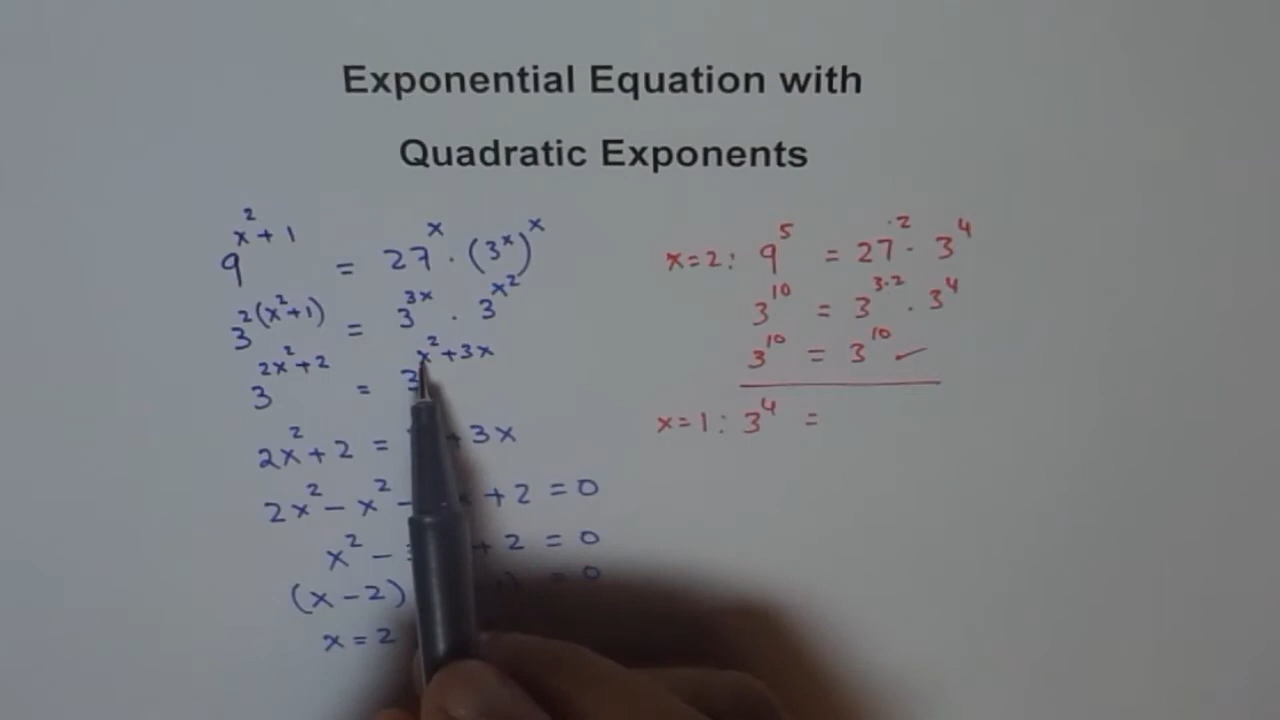 Exponential Equation with
Quadratic Exponents
9^(x²+1) = 27^x · (3^x)^x
3^(2(x²+1)) = 3^(3x) · 3^(x²)
3^(2x²+2) = 3^(x²+3x)
2x² + 2 = + 3x
2x² − x² − + 2 = 0
x² − + 2 = 0
(x − 2) ) = 0
x = 2
x = 2 : 9^5 = 27^2 · 3^4
3^10 = 3^(3·2) · 3^4
3^10 = 3^10 ✓
x = 1 : 3^4 =